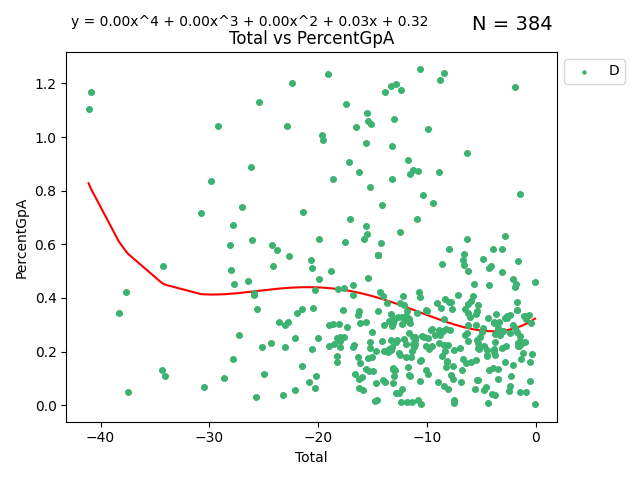 y = 0.00x^4 + 0.00x^3 + 0.00x^2 + 0.03x + 0.32
N = 384
Total vs PercentGpA
D
1.2
1.0
0.8
0.6
0.4
0.2
0.0
PercentGpA
−40
−30
−20
−10
0
Total